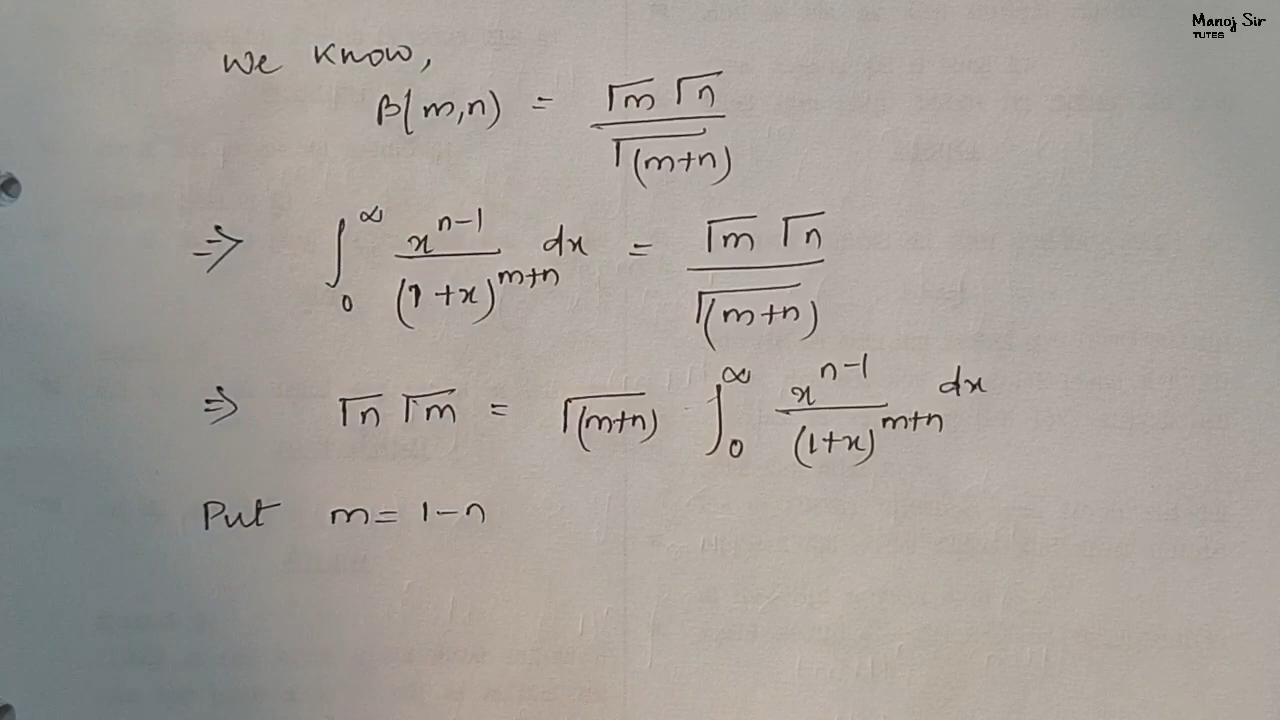 Manoj Sir
TUTES
We know,
β(m,n) = Γm Γn / Γ(m+n)
⇒ ∫₀^∞ x^(n-1) / (1+x)^(m+n) dx = Γm Γn / Γ(m+n)
⇒ Γn Γm = Γ(m+n) ∫₀^∞ x^(n-1) / (1+x)^(m+n) dx
Put m = 1-n